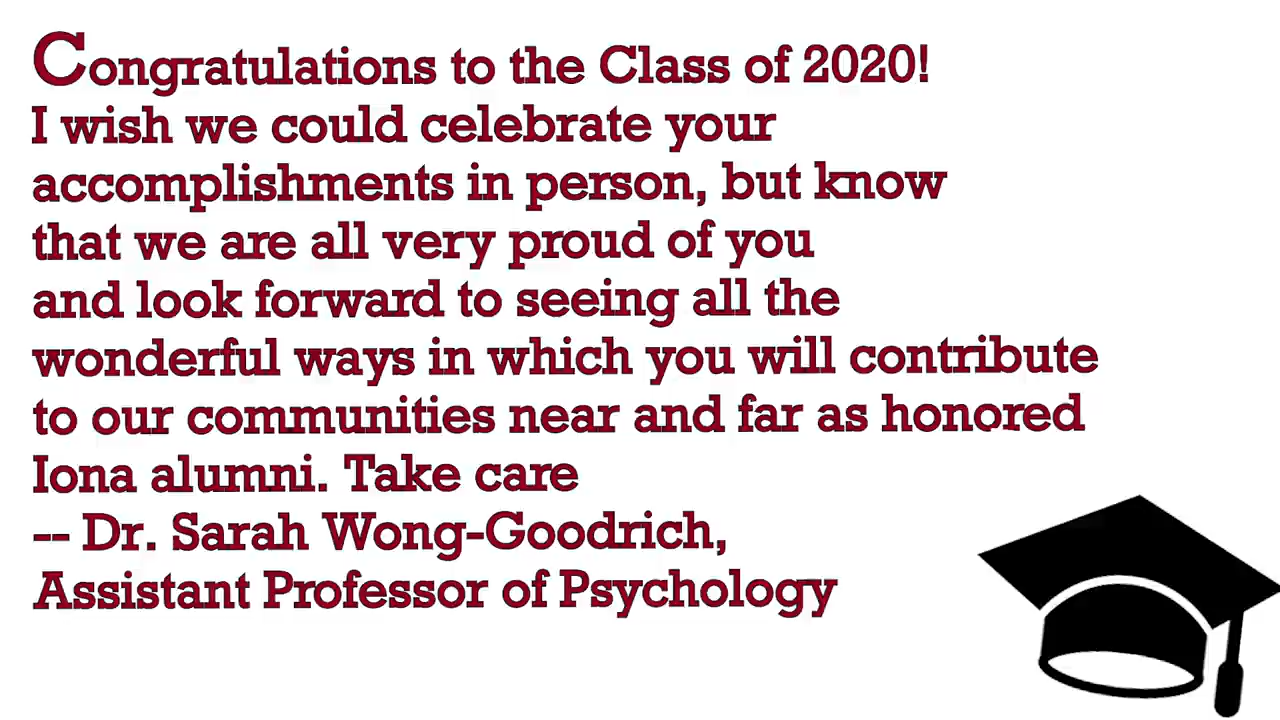 Congratulations to the Class of 2020!
I wish we could celebrate your
accomplishments in person, but know
that we are all very proud of you
and look forward to seeing all the
wonderful ways in which you will contribute
to our communities near and far as honored
Iona alumni. Take care
-- Dr. Sarah Wong-Goodrich,
Assistant Professor of Psychology